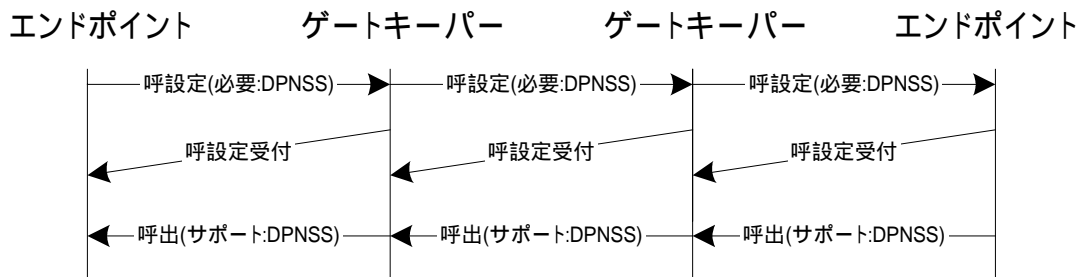 エンドポイント ゲートキーパー ゲートキーパー エンドポイント
呼設定(必要:DPNSS) 呼設定(必要:DPNSS) 呼設定(必要:DPNSS)
呼設定受付 呼設定受付 呼設定受付
呼出(サポート:DPNSS) 呼出(サポート:DPNSS) 呼出(サポート:DPNSS)